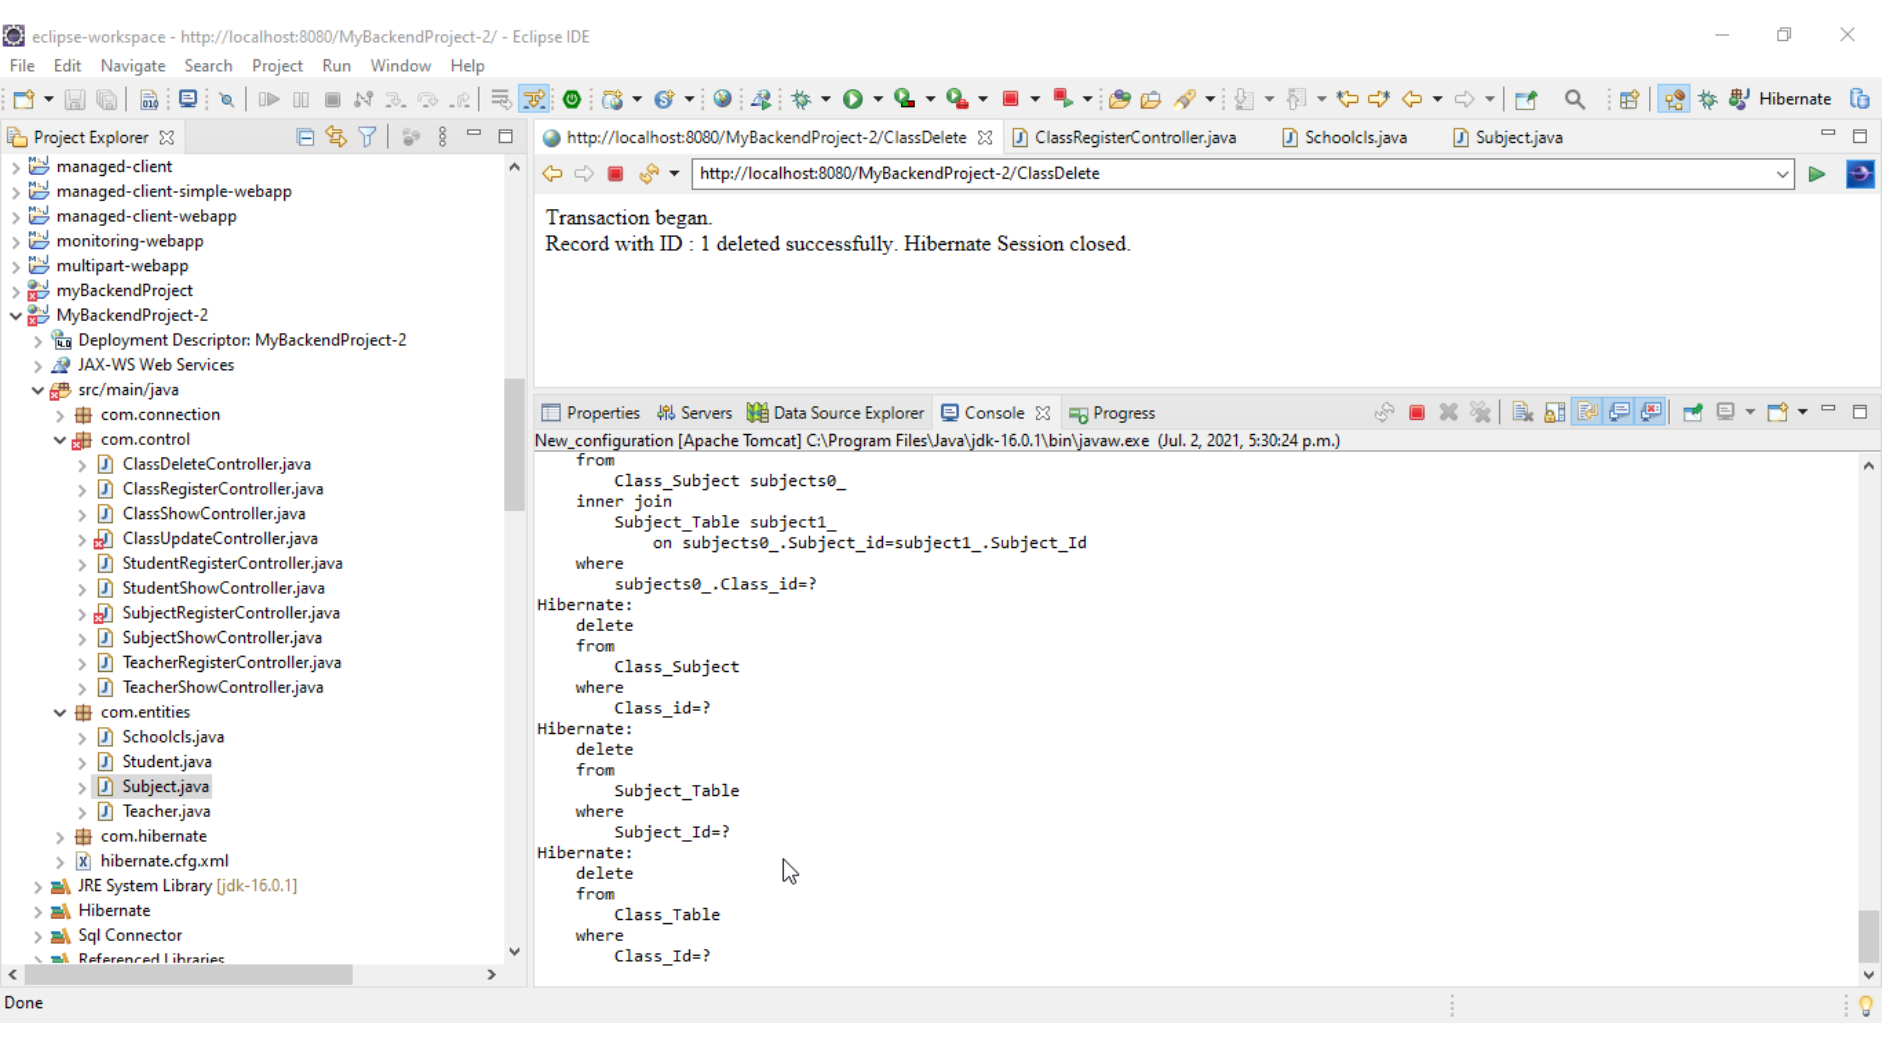 eclipse-workspace - http://localhost:8080/MyBackendProject-2/ - Eclipse IDE
File Edit Navigate Search Project Run Window Help
Hibernate
Project Explorer
managed-client
managed-client-simple-webapp
managed-client-webapp
monitoring-webapp
multipart-webapp
myBackendProject
MyBackendProject-2
Deployment Descriptor: MyBackendProject-2
JAX-WS Web Services
src/main/java
com.connection
com.control
ClassDeleteController.java
ClassRegisterController.java
ClassShowController.java
ClassUpdateController.java
StudentRegisterController.java
StudentShowController.java
SubjectRegisterController.java
SubjectShowController.java
TeacherRegisterController.java
TeacherShowController.java
com.entities
Schoolcls.java
Student.java
Subject.java
Teacher.java
com.hibernate
hibernate.cfg.xml
JRE System Library [jdk-16.0.1]
Hibernate
Sql Connector
Referenced Libraries
http://localhost:8080/MyBackendProject-2/ClassDelete ClassRegisterController.java Schoolcls.java Subject.java
http://localhost:8080/MyBackendProject-2/ClassDelete
Transaction began.
Record with ID : 1 deleted successfully. Hibernate Session closed.
Properties Servers Data Source Explorer Console Progress
New_configuration [Apache Tomcat] C:\Program Files\Java\jdk-16.0.1\bin\javaw.exe (Jul. 2, 2021, 5:30:24 p.m.)
from
Class_Subject subjects0_
inner join
Subject_Table subject1_
on subjects0_.Subject_id=subject1_.Subject_Id
where
subjects0_.Class_id=?
Hibernate:
delete
from
Class_Subject
where
Class_id=?
Hibernate:
delete
from
Subject_Table
where
Subject_Id=?
Hibernate:
delete
from
Class_Table
where
Class_Id=?
Done